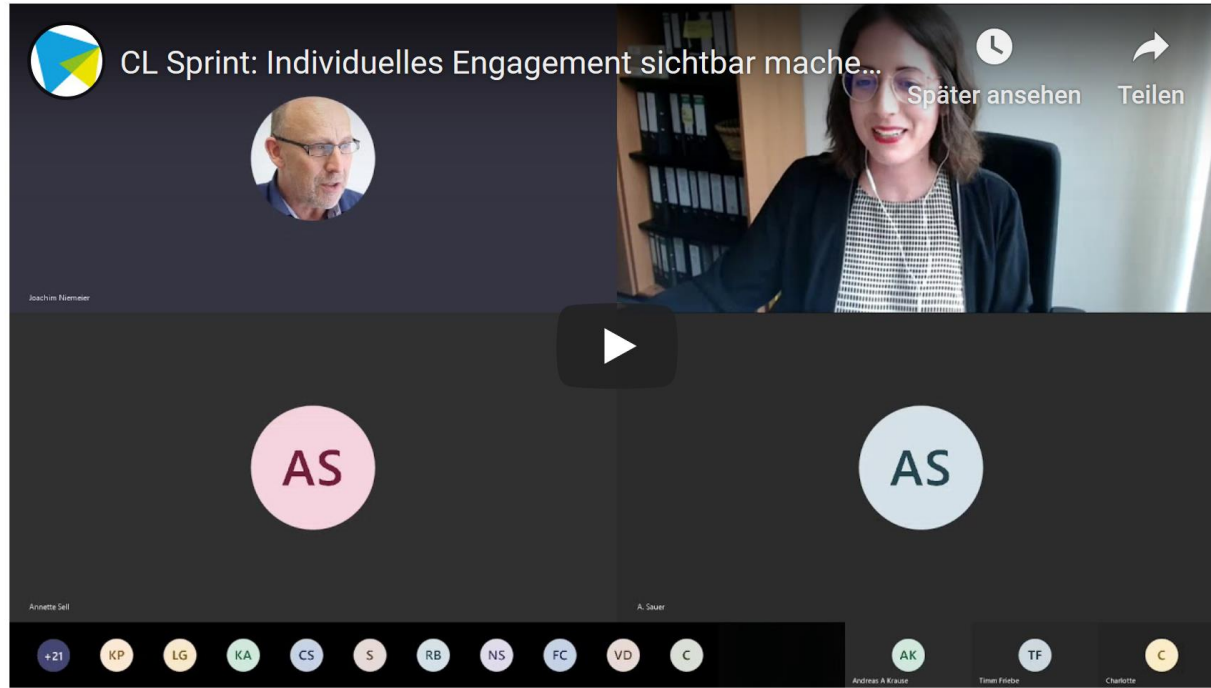 CL Sprint: Individuelles Engagement sichtbar mache...
Später ansehen
Teilen
Joachim Niemeier
AS
AS
Annette Sell
A. Sauer
+21
KP
LG
KA
CS
S
RB
NS
FC
VD
C
AK
TF
C
Andreas A Krause
Timm Friebe
Charlotte